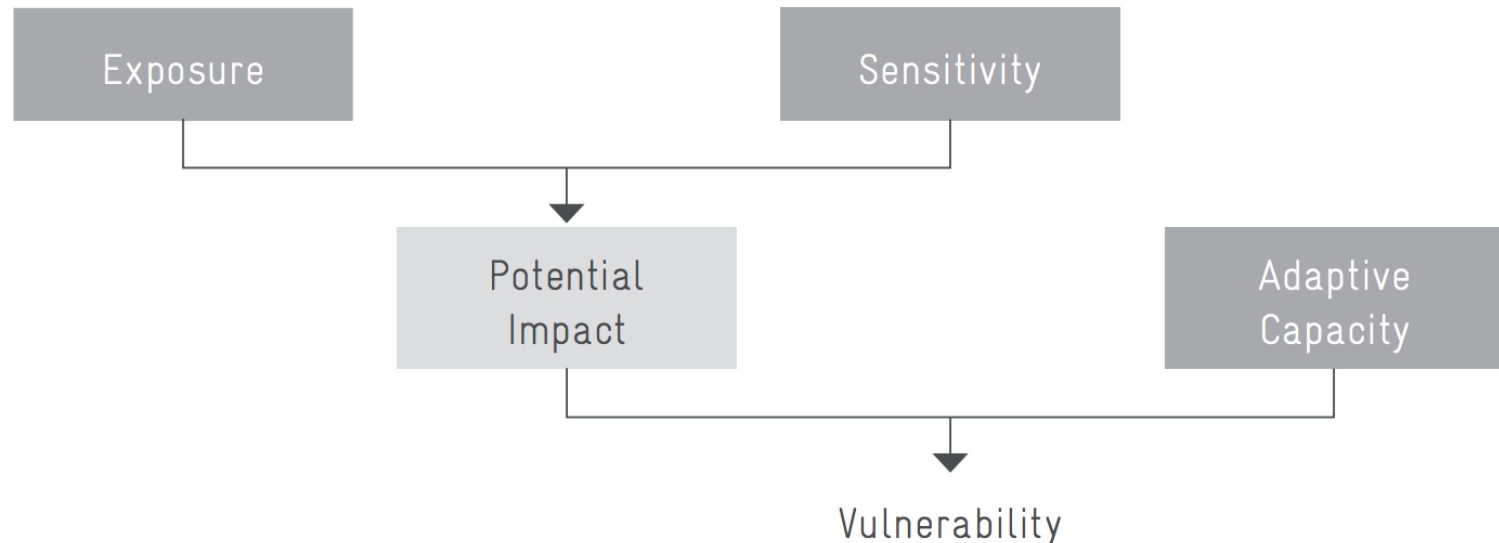 Exposure
Sensitivity
Potential
Impact
Adaptive
Capacity
Vulnerability